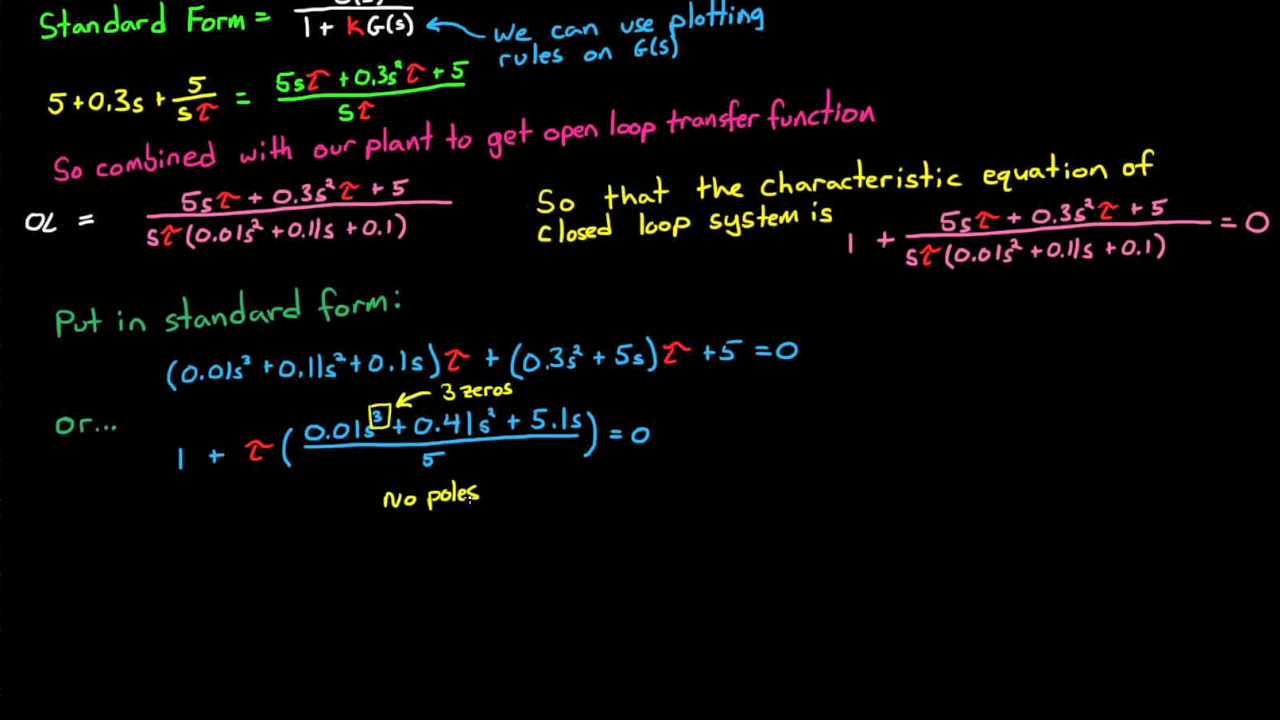 Standard Form = 1 + kG(s)
we can use plotting
rules on G(s)
5+0.3s + 5/sτ = 5sτ + 0.3s²τ + 5 / sτ
So combined with our plant to get open loop transfer function
OL = 5sτ + 0.3s²τ + 5 / sτ(0.01s² + 0.11s + 0.1)
So that the characteristic equation of
closed loop system is
1 + 5sτ + 0.3s²τ + 5 / sτ(0.01s² + 0.11s + 0.1) = 0
Put in standard form:
(0.01s³ + 0.11s² + 0.1s)τ + (0.3s² + 5s)τ + 5 = 0
3 zeros
or...
1 + τ(0.01s³ + 0.41s² + 5.1s / 5) = 0
No poles